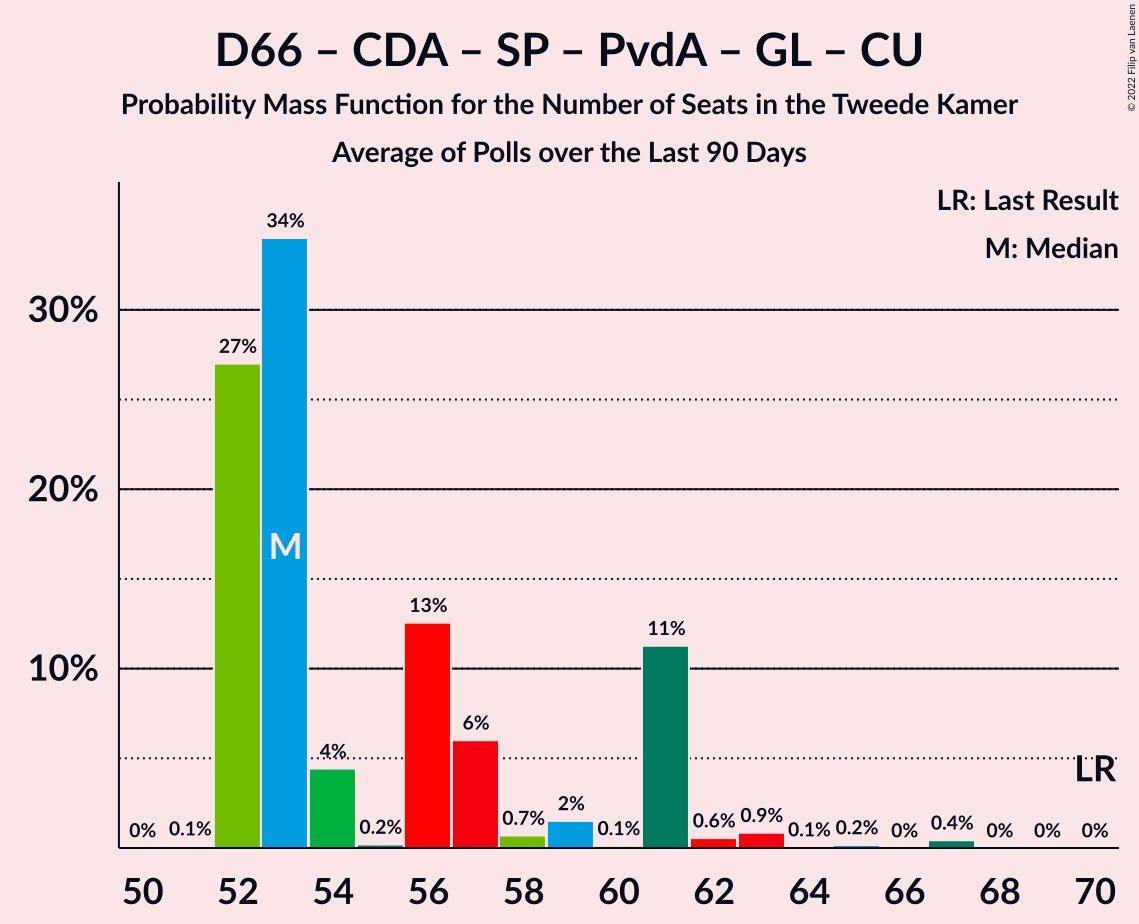 D66 – CDA – SP – PvdA – GL – CU
Probability Mass Function for the Number of Seats in the Tweede Kamer
Average of Polls over the Last 90 Days
© 2022 Filip van Laenen
LR: Last Result
M: Median
34%
30%
27%
20%
M
13%
11%
10%
6%
4%
LR
2%
0% 0.1% 0.2% 0.7% 0.1% 0.6% 0.9% 0.1% 0.2% 0% 0.4% 0% 0% 0%
50 52 54 56 58 60 62 64 66 68 70